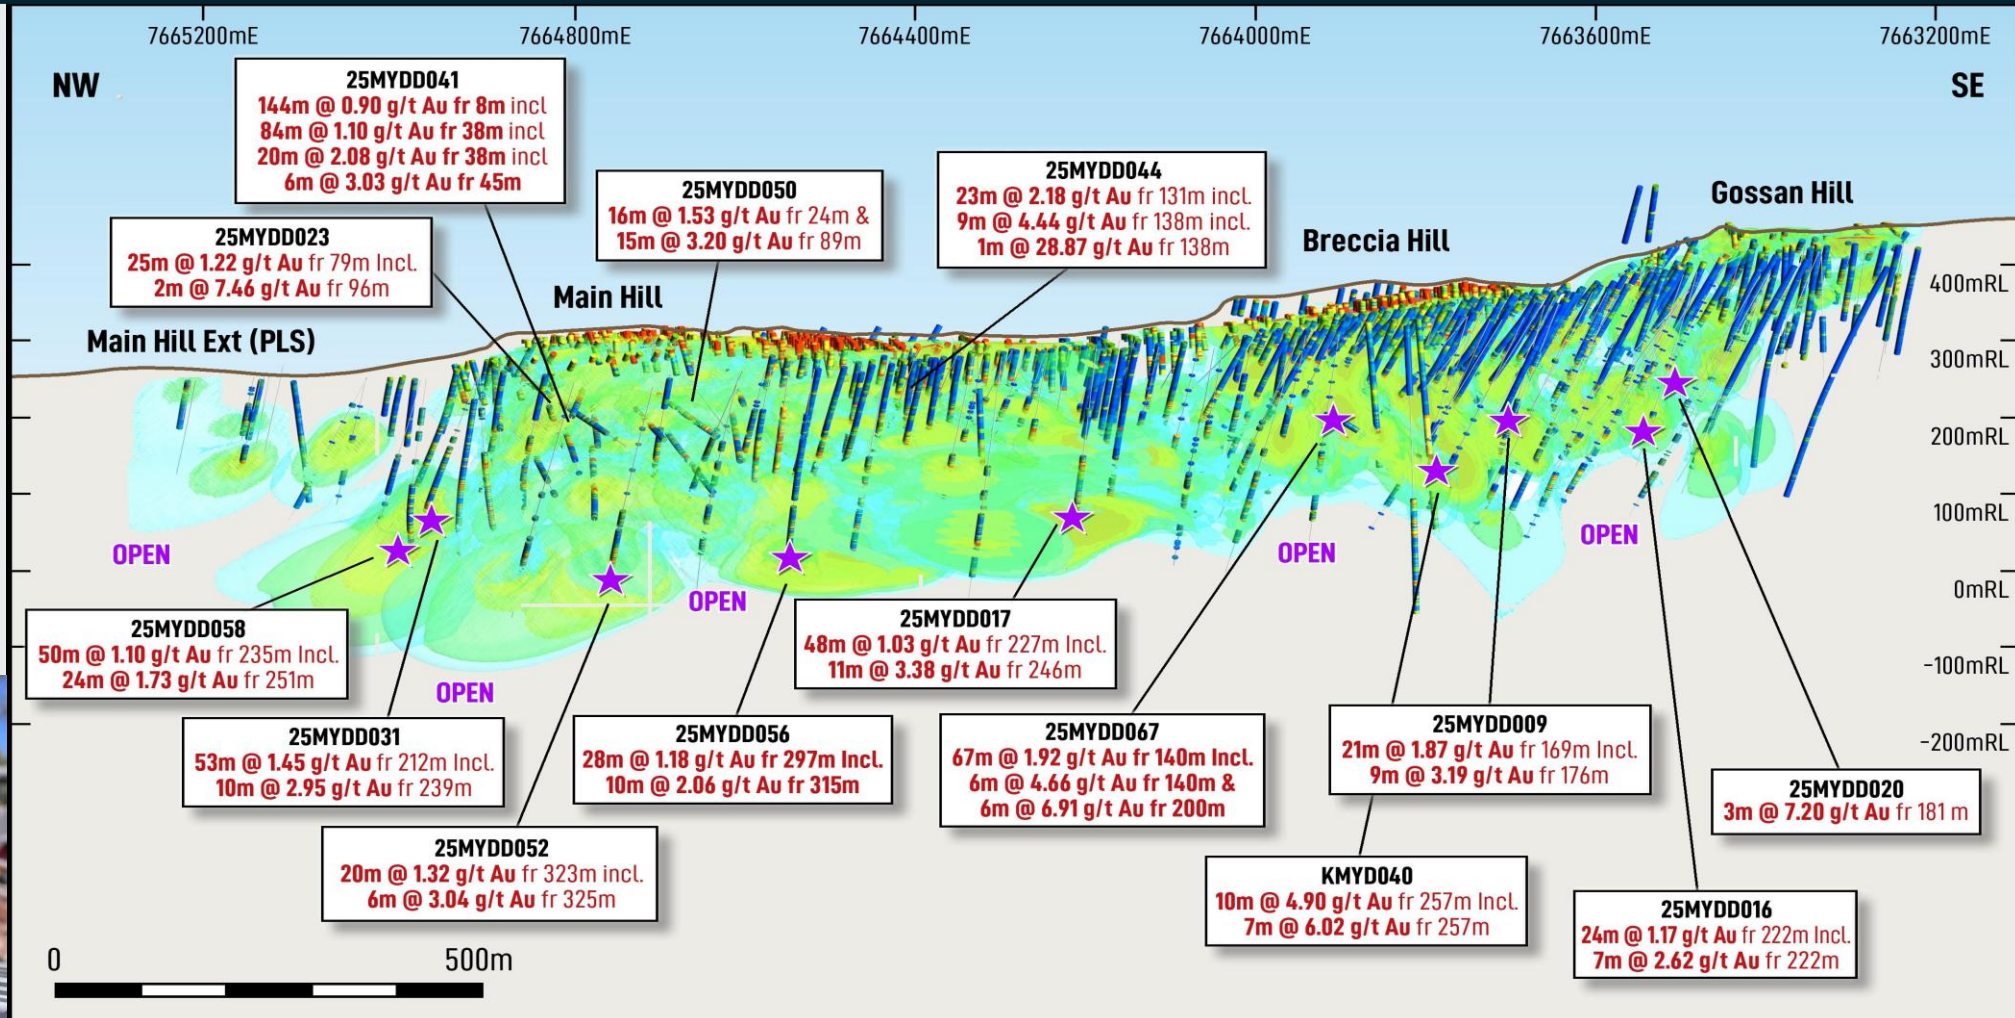 7665200mE
7664800mE
7664400mE
7664000mE
7663600mE
7663200mE
NW
SE
25MYDD041
144m @ 0.90 g/t Au fr 8m incl
84m @ 1.10 g/t Au fr 38m incl
20m @ 2.08 g/t Au fr 38m incl
6m @ 3.03 g/t Au fr 45m
25MYDD050
16m @ 1.53 g/t Au fr 24m &
15m @ 3.20 g/t Au fr 89m
25MYDD044
23m @ 2.18 g/t Au fr 131m incl.
9m @ 4.44 g/t Au fr 138m incl.
1m @ 28.87 g/t Au fr 138m
Gossan Hill
Breccia Hill
25MYDD023
25m @ 1.22 g/t Au fr 79m Incl.
2m @ 7.46 g/t Au fr 96m
Main Hill
Main Hill Ext (PLS)
400mRL
300mRL
200mRL
100mRL
0mRL
-100mRL
-200mRL
OPEN
OPEN
OPEN
OPEN
OPEN
25MYDD058
50m @ 1.10 g/t Au fr 235m Incl.
24m @ 1.73 g/t Au fr 251m
25MYDD017
48m @ 1.03 g/t Au fr 227m Incl.
11m @ 3.38 g/t Au fr 246m
25MYDD031
53m @ 1.45 g/t Au fr 212m Incl.
10m @ 2.95 g/t Au fr 239m
25MYDD056
28m @ 1.18 g/t Au fr 297m Incl.
10m @ 2.06 g/t Au fr 315m
25MYDD067
67m @ 1.92 g/t Au fr 140m Incl.
6m @ 4.66 g/t Au fr 140m &
6m @ 6.91 g/t Au fr 200m
25MYDD009
21m @ 1.87 g/t Au fr 169m Incl.
9m @ 3.19 g/t Au fr 176m
25MYDD020
3m @ 7.20 g/t Au fr 181 m
25MYDD052
20m @ 1.32 g/t Au fr 323m incl.
6m @ 3.04 g/t Au fr 325m
KMYD040
10m @ 4.90 g/t Au fr 257m Incl.
7m @ 6.02 g/t Au fr 257m
25MYDD016
24m @ 1.17 g/t Au fr 222m Incl.
7m @ 2.62 g/t Au fr 222m
0
500m